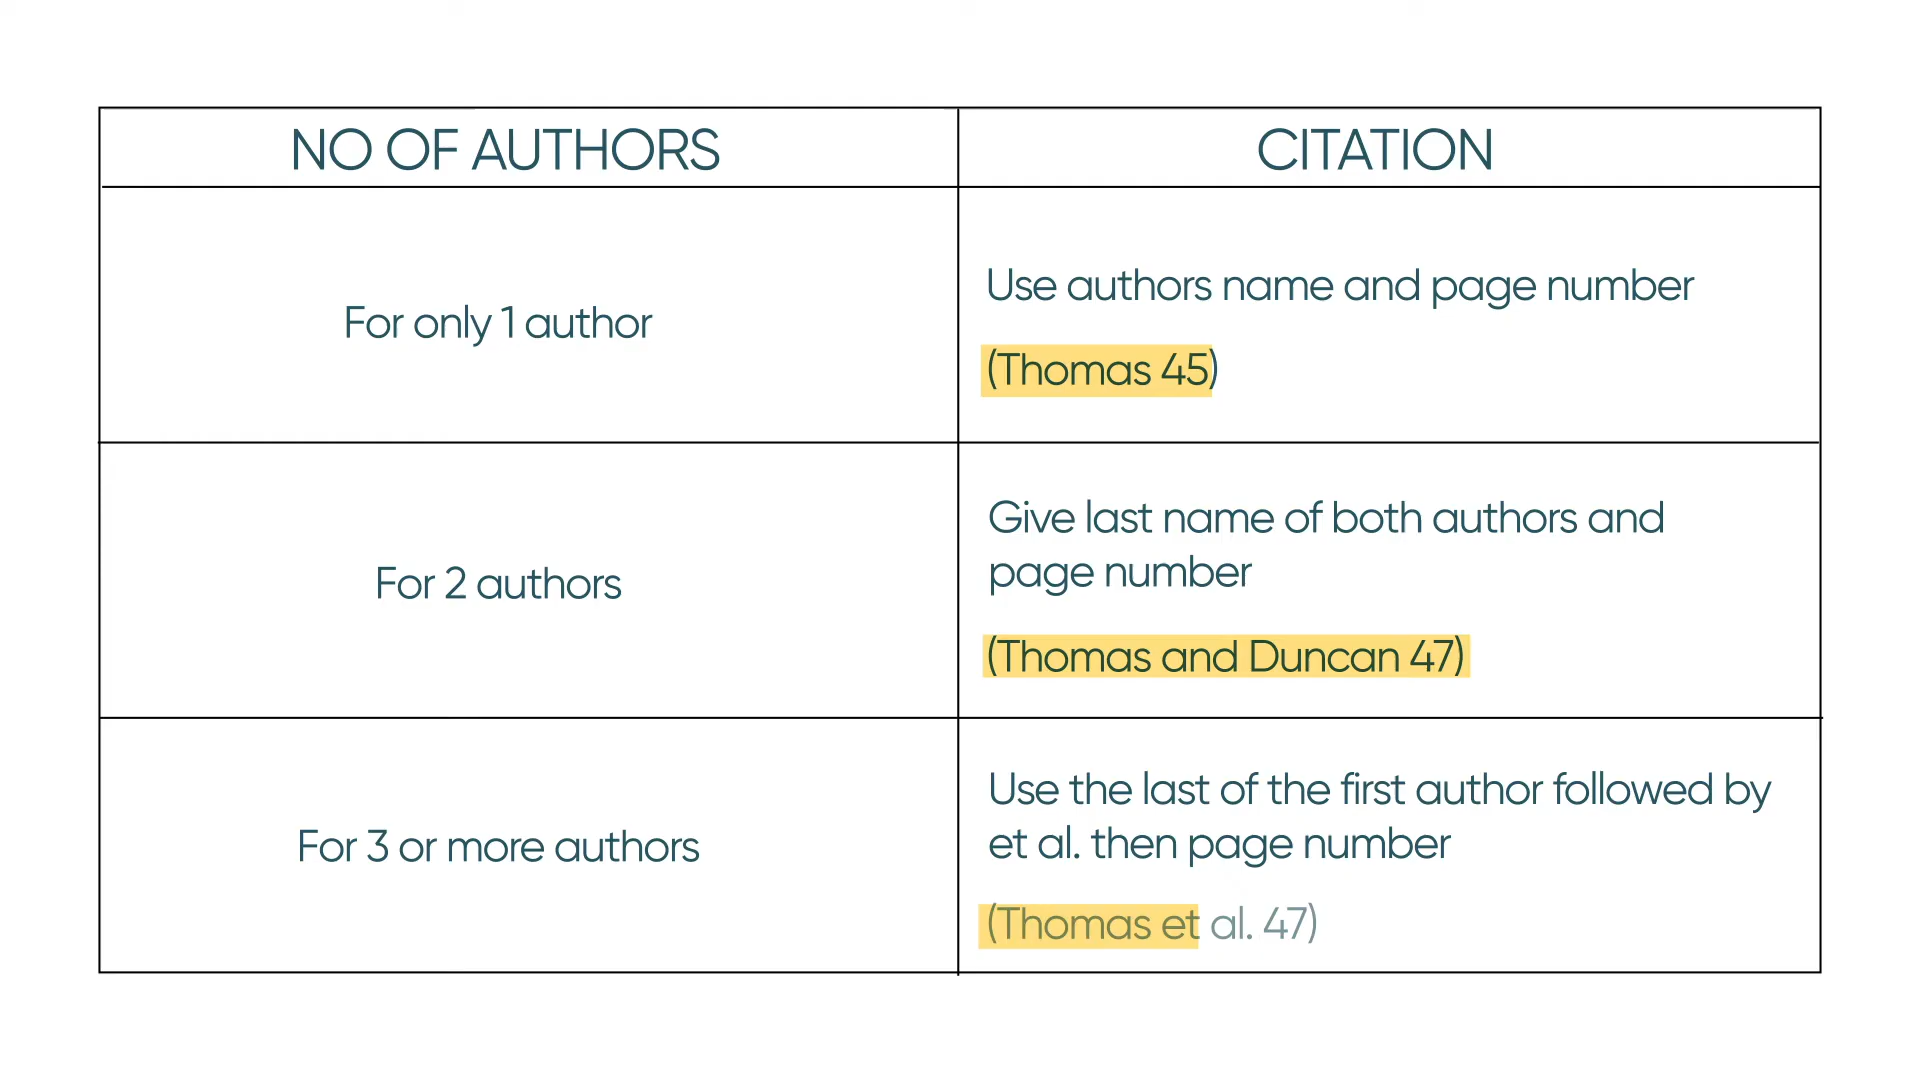 NO OF AUTHORS
CITATION
For only 1 author
Use authors name and page number
(Thomas 45)
For 2 authors
Give last name of both authors and
page number
(Thomas and Duncan 47)
For 3 or more authors
Use the last of the first author followed by
et al. then page number
(Thomas et al. 47)